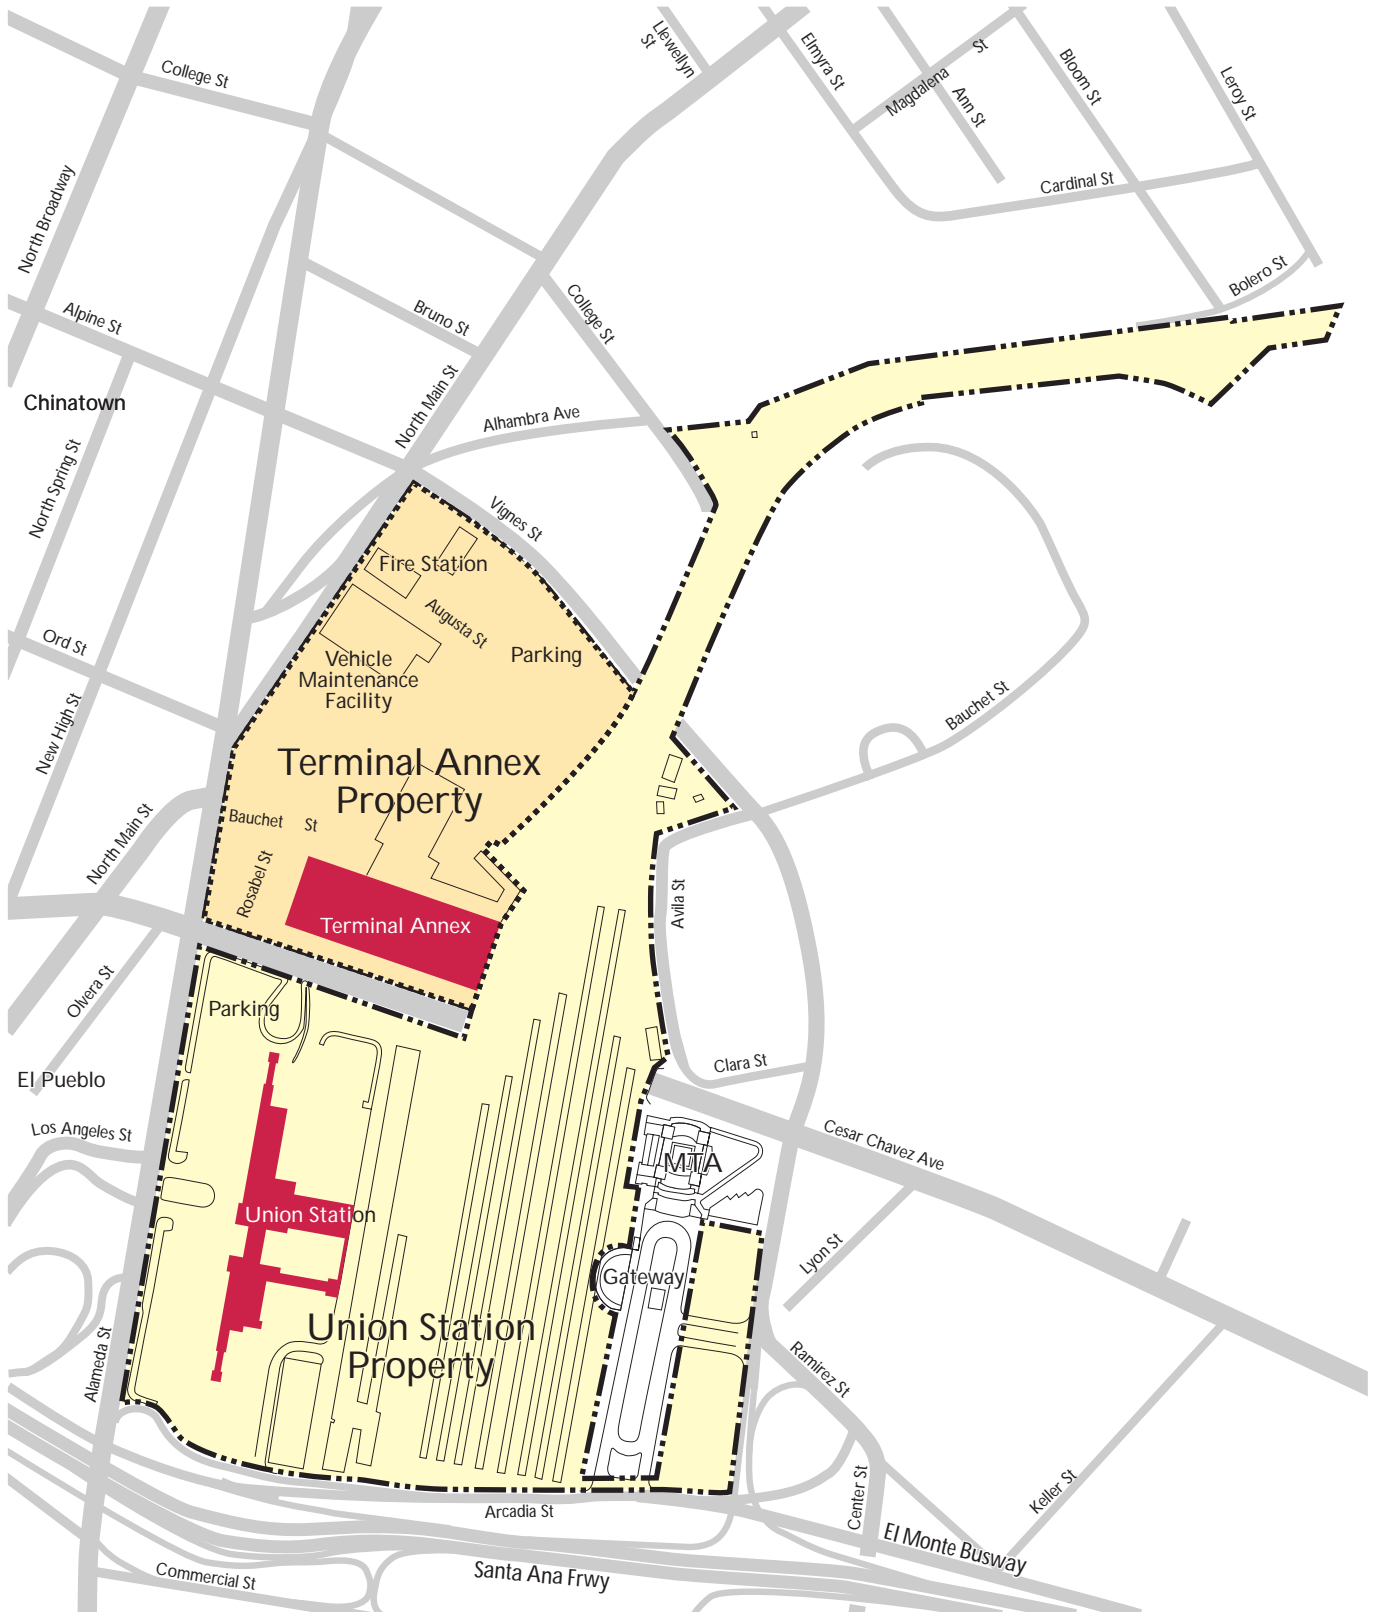 Llewellyn
St
Elmyra St
Magdalena
St
Ann St
Bloom St
Leroy St
College St
Cardinal St
North Broadway
Bolero St
College St
Alpine St
Bruno St
North Main St
Chinatown
Alhambra Ave
North Spring St
Vignes St
Fire Station
Augusta St
Ord St
Parking
Vehicle
Maintenance
Facility
Bauchet St
New High St
Terminal Annex
Property
Bauchet St
North Main St
Rosabel St
Avila St
Terminal Annex
Olvera St
Parking
Clara St
El Pueblo
Los Angeles St
Cesar Chavez Ave
MTA
Union Station
Lyon St
Gateway
Union Station
Property
Alameda St
Ramirez St
Center St
Keller St
Arcadia St
El Monte Busway
Santa Ana Frwy
Commercial St